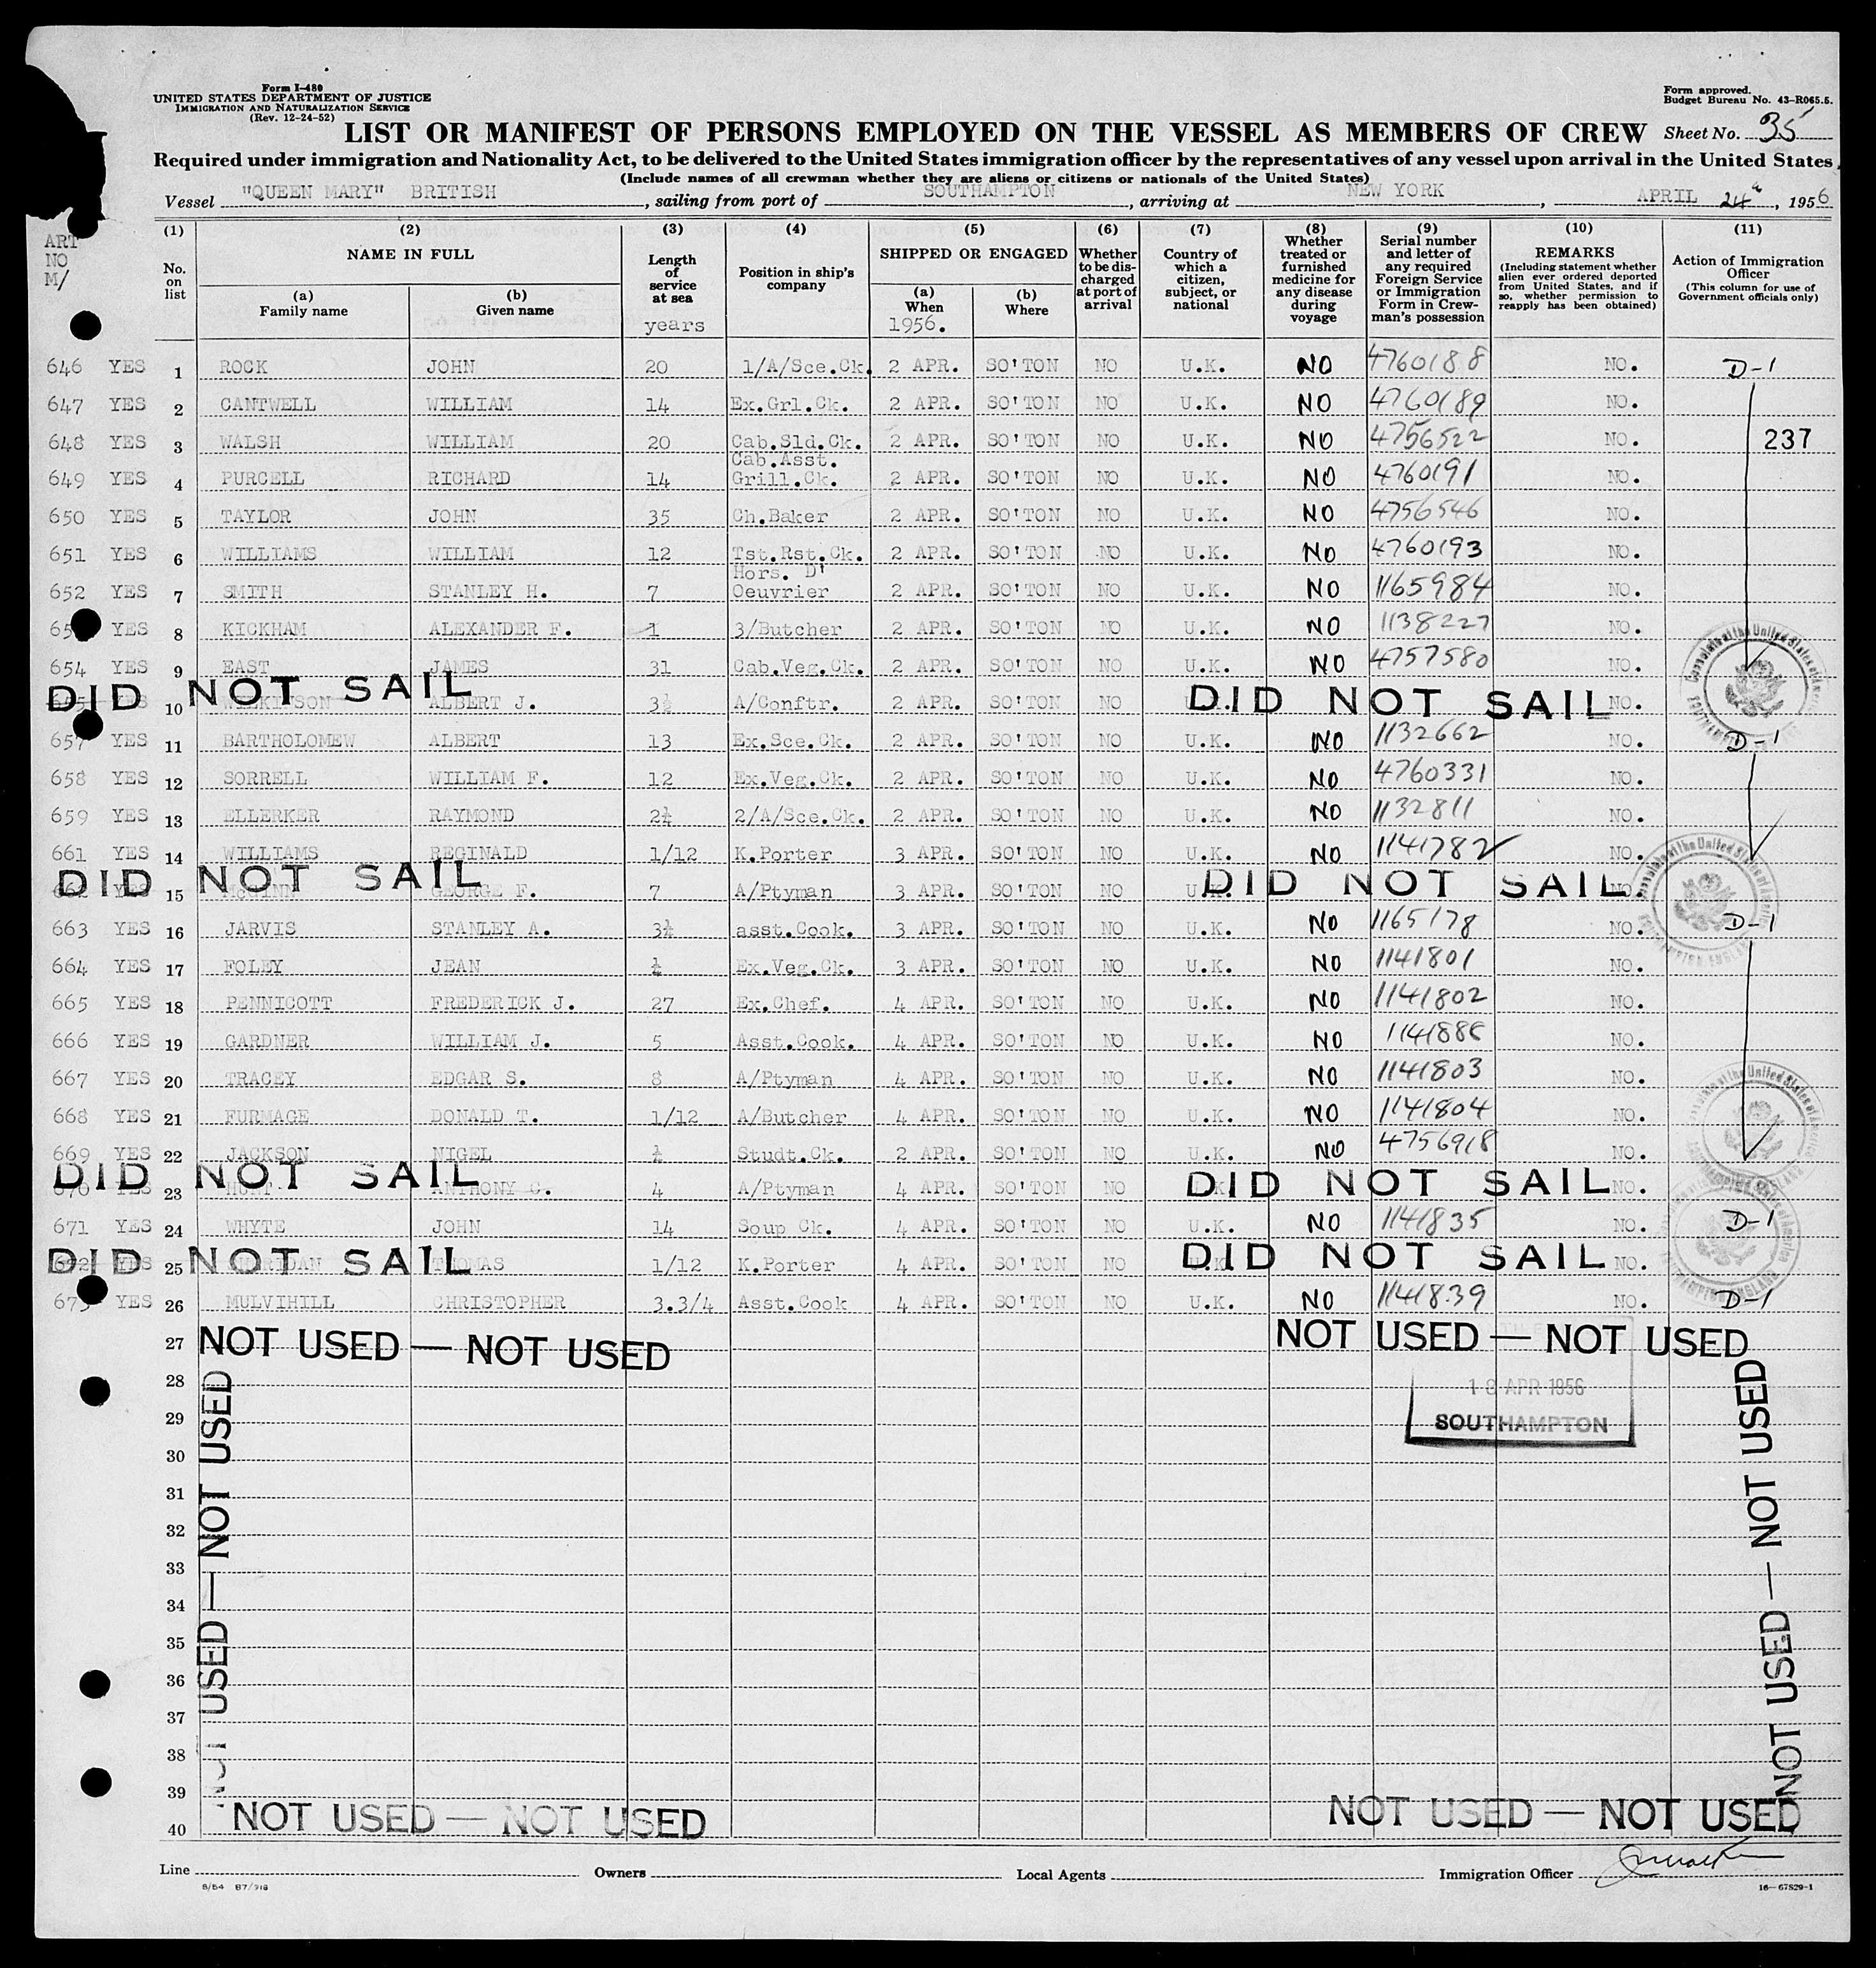 Form I-480
UNITED STATES DEPARTMENT OF JUSTICE
IMMIGRATION AND NATURALIZATION SERVICE
(Rev. 12-24-52)
Form approved.
Budget Bureau No. 43-R065.5.
LIST OR MANIFEST OF PERSONS EMPLOYED ON THE VESSEL AS MEMBERS OF CREW Sheet No. 35
Required under immigration and Nationality Act, to be delivered to the United States immigration officer by the representatives of any vessel upon arrival in the United States
(Include names of all crewman whether they are aliens or citizens or nationals of the United States)
Vessel "QUEEN MARY" BRITISH, sailing from port of SOUTHAMPTON, arriving at NEW YORK, APRIL 24, 1956
ART NO M/
(1) No. on list
(2) NAME IN FULL (a) Family name (b) Given name
(3) Length of service at sea years
(4) Position in ship's company
(5) SHIPPED OR ENGAGED (a) When 1956. (b) Where
(6) Whether to be discharged at port of arrival
(7) Country of which a citizen, subject, or national
(8) Whether treated or furnished medicine for any disease during voyage
(9) Serial number and letter of any required Foreign Service or Immigration Form in Crewman's possession
(10) REMARKS (Including statement whether alien ever ordered deported from United States, and if so, whether permission to reapply has been obtained)
(11) Action of Immigration Officer (This column for use of Government officials only)
646 YES 1 ROCK JOHN 20 1/A/Sce.Ck. 2 APR. SO'TON NO U.K. NO 4760188 NO. D-1
647 YES 2 CANTWELL WILLIAM 14 Ex.Grl.Ck. 2 APR. SO'TON NO U.K. NO 4760189 NO.
648 YES 3 WALSH WILLIAM 20 Cab.Sld.Ck. 2 APR. SO'TON NO U.K. NO 4756522 NO. 237
649 YES 4 PURCELL RICHARD 14 Cab.Asst. Grill.Ck. 2 APR. SO'TON NO U.K. NO 4760191 NO.
650 YES 5 TAYLOR JOHN 35 Ch.Baker 2 APR. SO'TON NO U.K. NO 4756546 NO.
651 YES 6 WILLIAMS WILLIAM 12 Tst.Rst.Ck. 2 APR. SO'TON NO U.K. NO 4760193 NO.
652 YES 7 SMITH STANLEY H. 7 Hors. D' Oeuvrier 2 APR. SO'TON NO U.K. NO 1165984 NO.
YES 8 KICKHAM ALEXANDER F. 1 3/Butcher 2 APR. SO'TON NO U.K. NO 1138227 NO.
654 YES 9 EAST JAMES 31 Cab.Veg.Ck. 2 APR. SO'TON NO U.K. NO 4757580 NO.
DID NOT SAIL 10 ALBERT J. 3½ A/Conftr. 2 APR. SO'TON NO DID NOT SAIL NO.
657 YES 11 BARTHOLOMEW ALBERT 13 Ex.Sce.Ck. 2 APR. SO'TON NO U.K. NO 1132662 NO. D-1
658 YES 12 SORRELL WILLIAM F. 12 Ex.Veg.Ck. 2 APR. SO'TON NO U.K. NO 4760331 NO.
659 YES 13 ELLERKER RAYMOND 2½ 2/A/Sce.Ck. 2 APR. SO'TON NO U.K. NO 1132811 NO.
661 YES 14 WILLIAMS REGINALD 1/12 K.Porter 3 APR. SO'TON NO U.K. NO 1141782 NO.
DID NOT SAIL 15 GEORGE F. 7 A/Ptyman 3 APR. SO'TON NO DID NOT SAIL NO.
663 YES 16 JARVIS STANLEY A. 3½ asst.Cook. 3 APR. SO'TON NO U.K. NO 1165178 NO. D-1
664 YES 17 FOLEY JEAN ½ Ex.Veg.Ck. 3 APR. SO'TON NO U.K. NO 1141801 NO.
665 YES 18 PENNICOTT FREDERICK J. 27 Ex.Chef. 4 APR. SO'TON NO U.K. NO 1141802 NO.
666 YES 19 GARDNER WILLIAM J. 5 Asst.Cook. 4 APR. SO'TON NO U.K. NO NO.
667 YES 20 TRACEY EDGAR S. 8 A/Ptyman 4 APR. SO'TON NO U.K. NO 1141803 NO.
668 YES 21 FURMAGE DONALD T. 1/12 A/Butcher 4 APR. SO'TON NO U.K. NO 1141804 NO.
669 YES 22 JACKSON NIGEL ½ Studt.Ck. 2 APR. SO'TON NO U.K. NO 4756918 NO.
DID NOT SAIL 23 ANTHONY C. 4 A/Ptyman 4 APR. SO'TON NO DID NOT SAIL NO.
671 YES 24 WHYTE JOHN 14 Soup Ck. 4 APR. SO'TON NO U.K. NO 1141835 NO. D-1
DID NOT SAIL 25 THOMAS 1/12 K.Porter 4 APR. SO'TON NO DID NOT SAIL NO.
YES 26 MULVIHILL CHRISTOPHER 3.3/4 Asst.Cook 4 APR. SO'TON NO U.K. NO 1141839 NO. D-1
27 NOT USED — NOT USED NOT USED — NOT USED
28
18 APR 1956
29
SOUTHAMPTON
30
31
32
33
34
35
36
37
38
39
40
NOT USED — NOT USED
NOT USED — NOT USED
NOT USED — NOT USED
NOT USED — NOT USED — NOT USED
Line Owners Local Agents Immigration Officer
8/54 87/918
16—67829-1